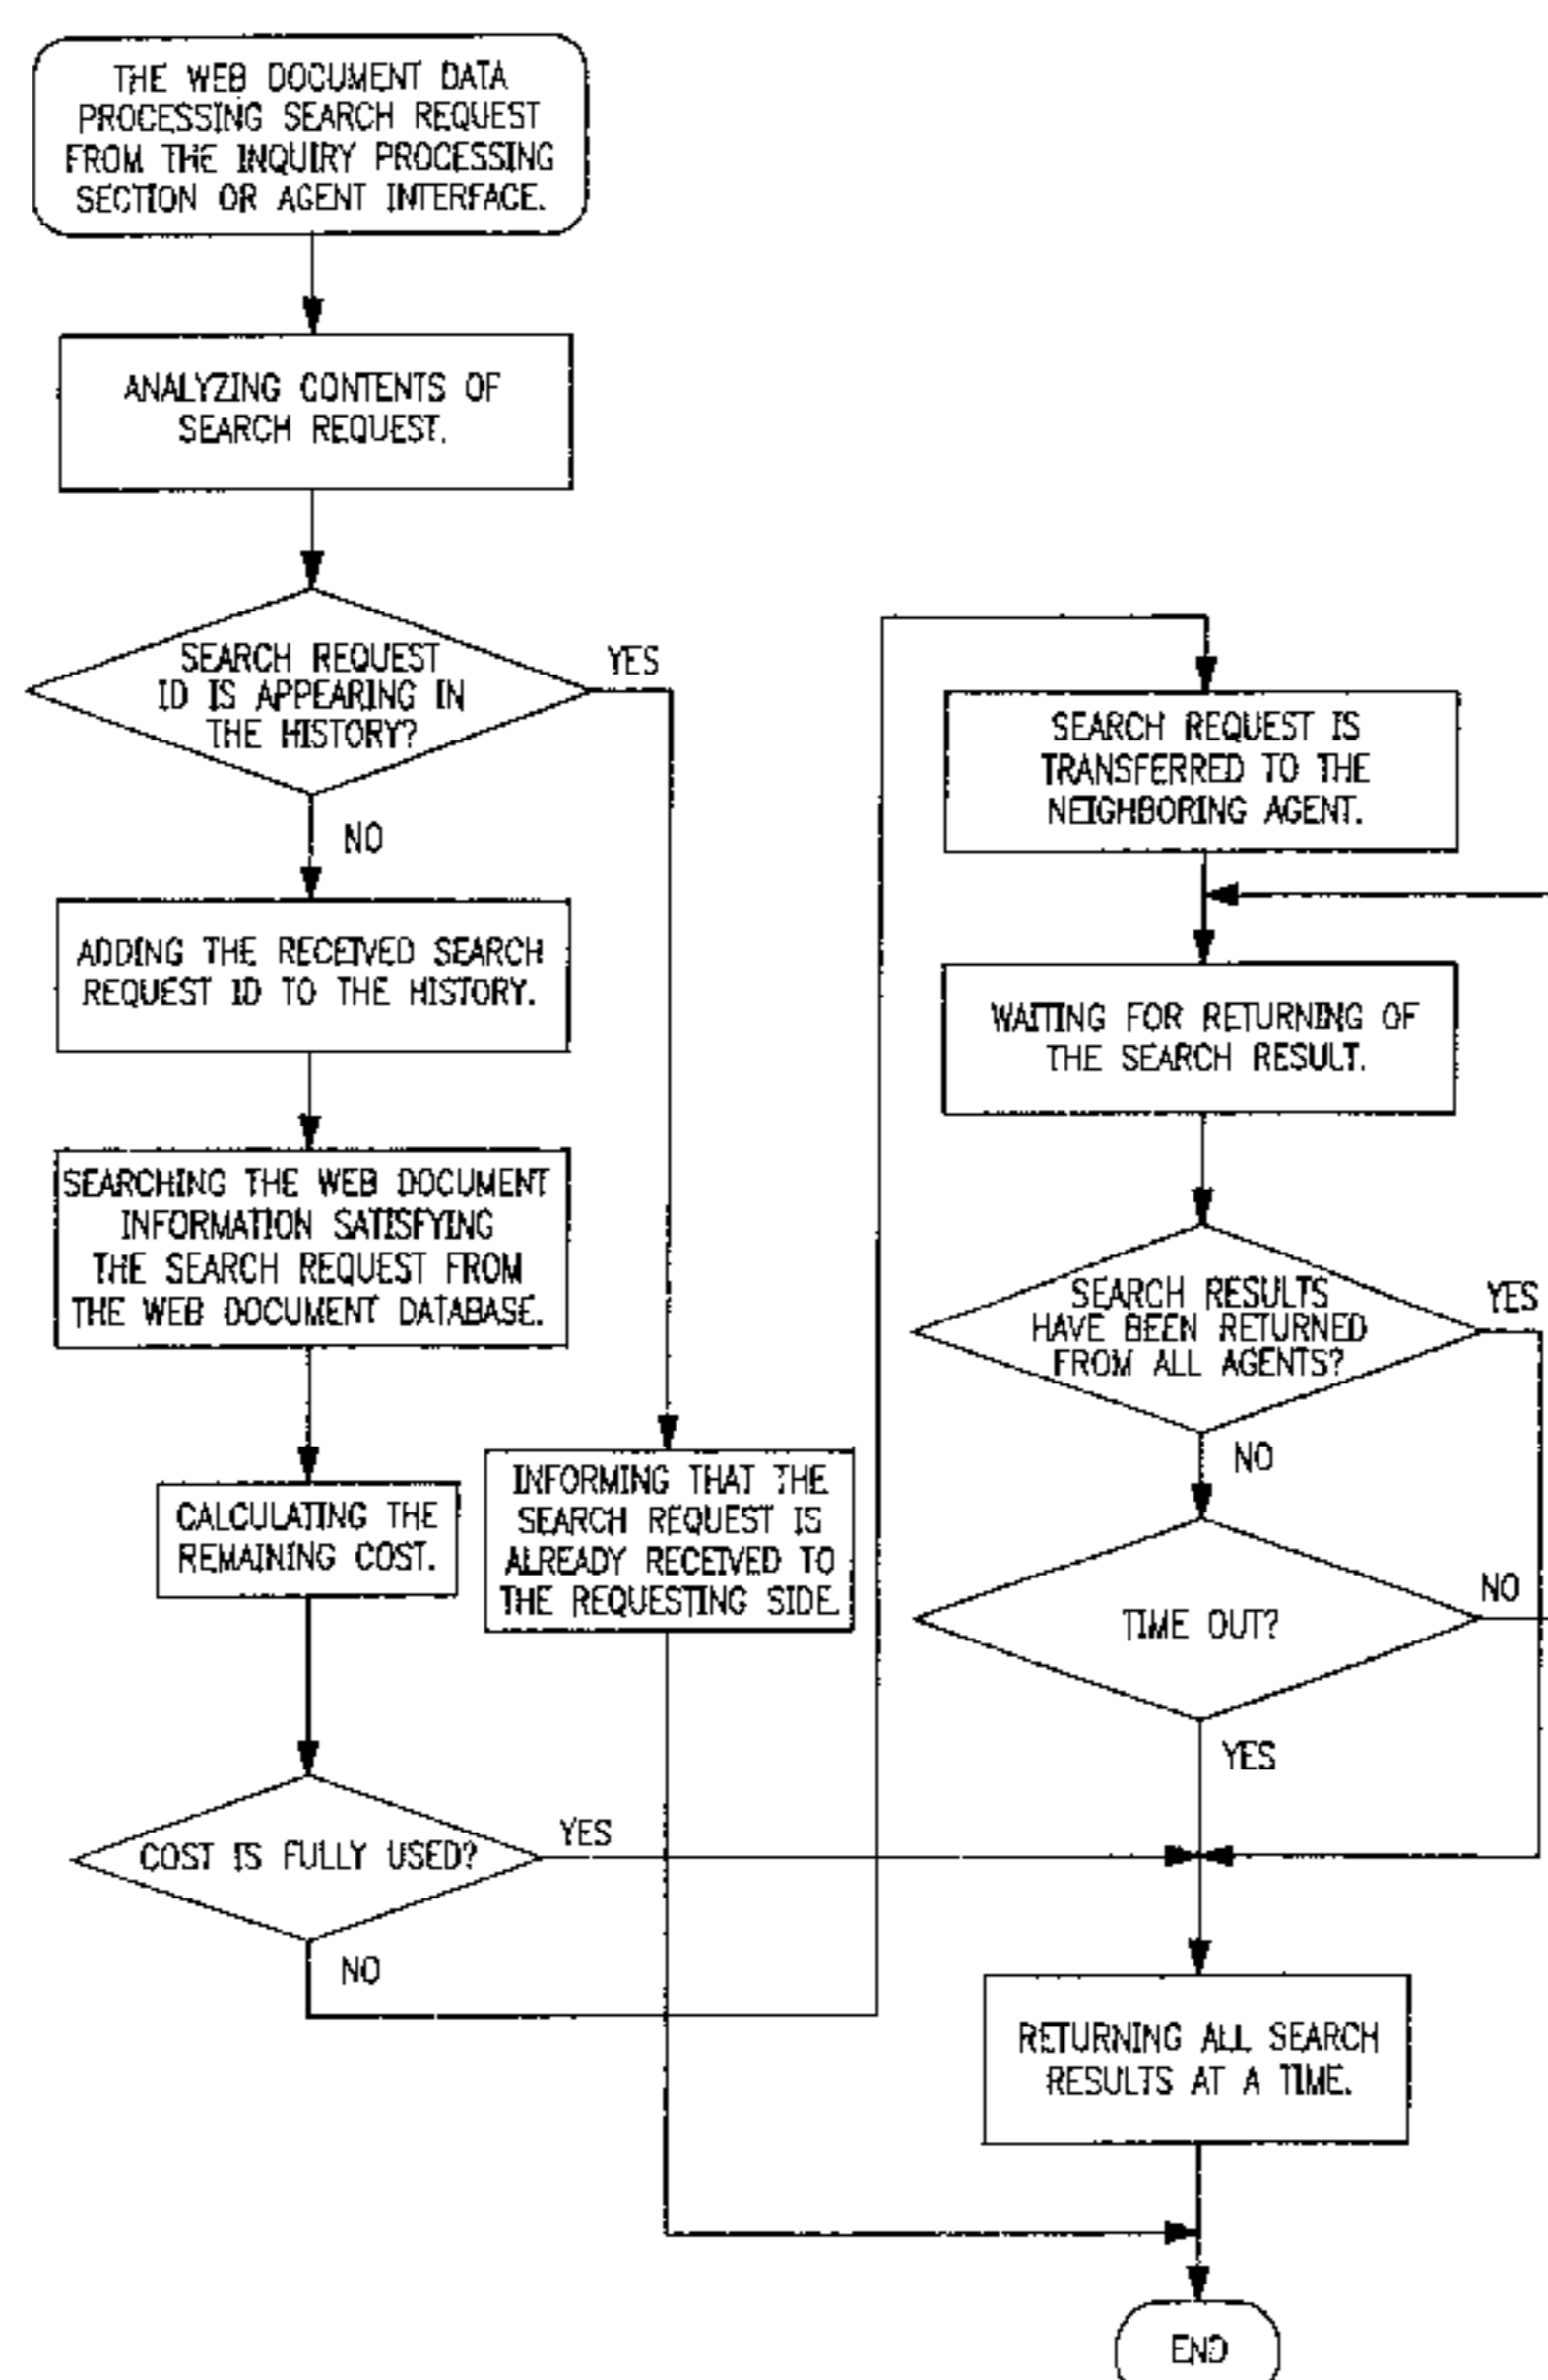 THE WEB DOCUMENT DATA
PROCESSING SEARCH REQUEST
FROM THE INQUIRY PROCESSING
SECTION OR AGENT INTERFACE.
ANALYZING CONTENTS OF
SEARCH REQUEST.
SEARCH REQUEST
ID IS APPEARING IN
THE HISTORY?
YES
NO
ADDING THE RECEIVED SEARCH
REQUEST ID TO THE HISTORY.
SEARCHING THE WEB DOCUMENT
INFORMATION SATISFYING
THE SEARCH REQUEST FROM
THE WEB DOCUMENT DATABASE.
CALCULATING THE
REMAINING COST.
INFORMING THAT THE
SEARCH REQUEST IS
ALREADY RECEIVED TO
THE REQUESTING SIDE.
COST IS FULLY USED?
YES
NO
SEARCH REQUEST IS
TRANSFERRED TO THE
NEIGHBORING AGENT.
WAITING FOR RETURNING OF
THE SEARCH RESULT.
SEARCH RESULTS
HAVE BEEN RETURNED
FROM ALL AGENTS?
YES
NO
TIME OUT?
NO
YES
RETURNING ALL SEARCH
RESULTS AT A TIME.
END